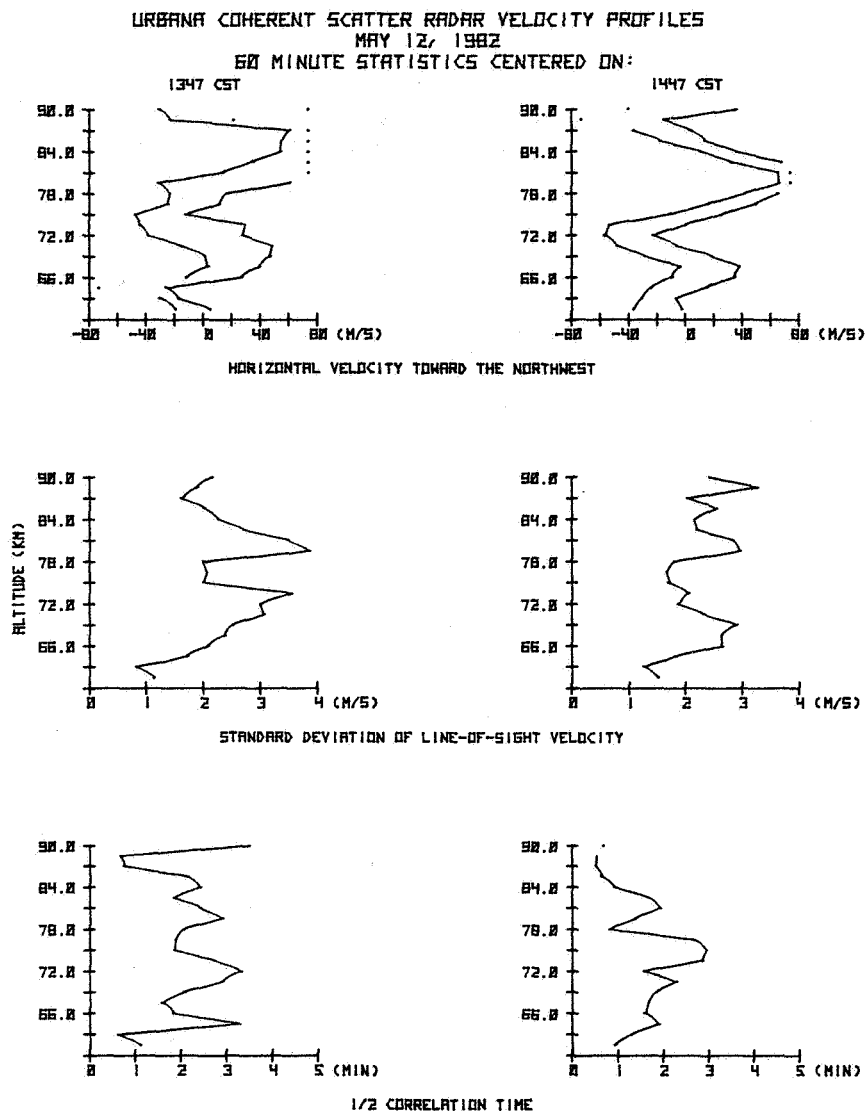 URBANA COHERENT SCATTER RADAR VELOCITY PROFILES
MAY 12, 1982
60 MINUTE STATISTICS CENTERED ON:
1347 CST
1447 CST
90.0
84.0
78.0
72.0
66.0
-80 -40 0 40 80 (M/S)
90.0
84.0
78.0
72.0
66.0
-80 -40 0 40 80 (M/S)
HORIZONTAL VELOCITY TOWARD THE NORTHWEST
ALTITUDE (KM)
90.0
84.0
78.0
72.0
66.0
0 1 2 3 4 (M/S)
90.0
84.0
78.0
72.0
66.0
0 1 2 3 4 (M/S)
STANDARD DEVIATION OF LINE-OF-SIGHT VELOCITY
90.0
84.0
78.0
72.0
66.0
0 1 2 3 4 5 (MIN)
90.0
84.0
78.0
72.0
66.0
0 1 2 3 4 5 (MIN)
1/2 CORRELATION TIME